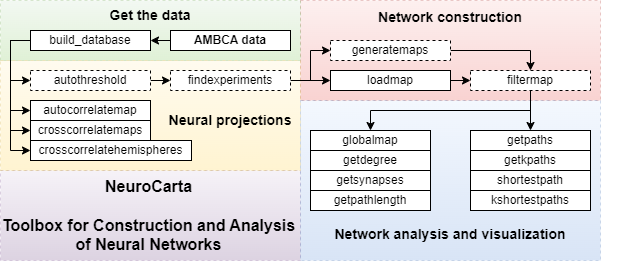 Get the data
build_database
AMBCA data
autothreshold
findexperiments
autocorrelatemap
crosscorrelatemaps
crosscorrelatehemispheres
Neural projections
NeuroCarta
Toolbox for Construction and Analysis
of Neural Networks
Network construction
generatemaps
loadmap
filtermap
globalmap
getdegree
getsynapses
getpathlength
getpaths
getkpaths
shortestpath
kshortestpaths
Network analysis and visualization